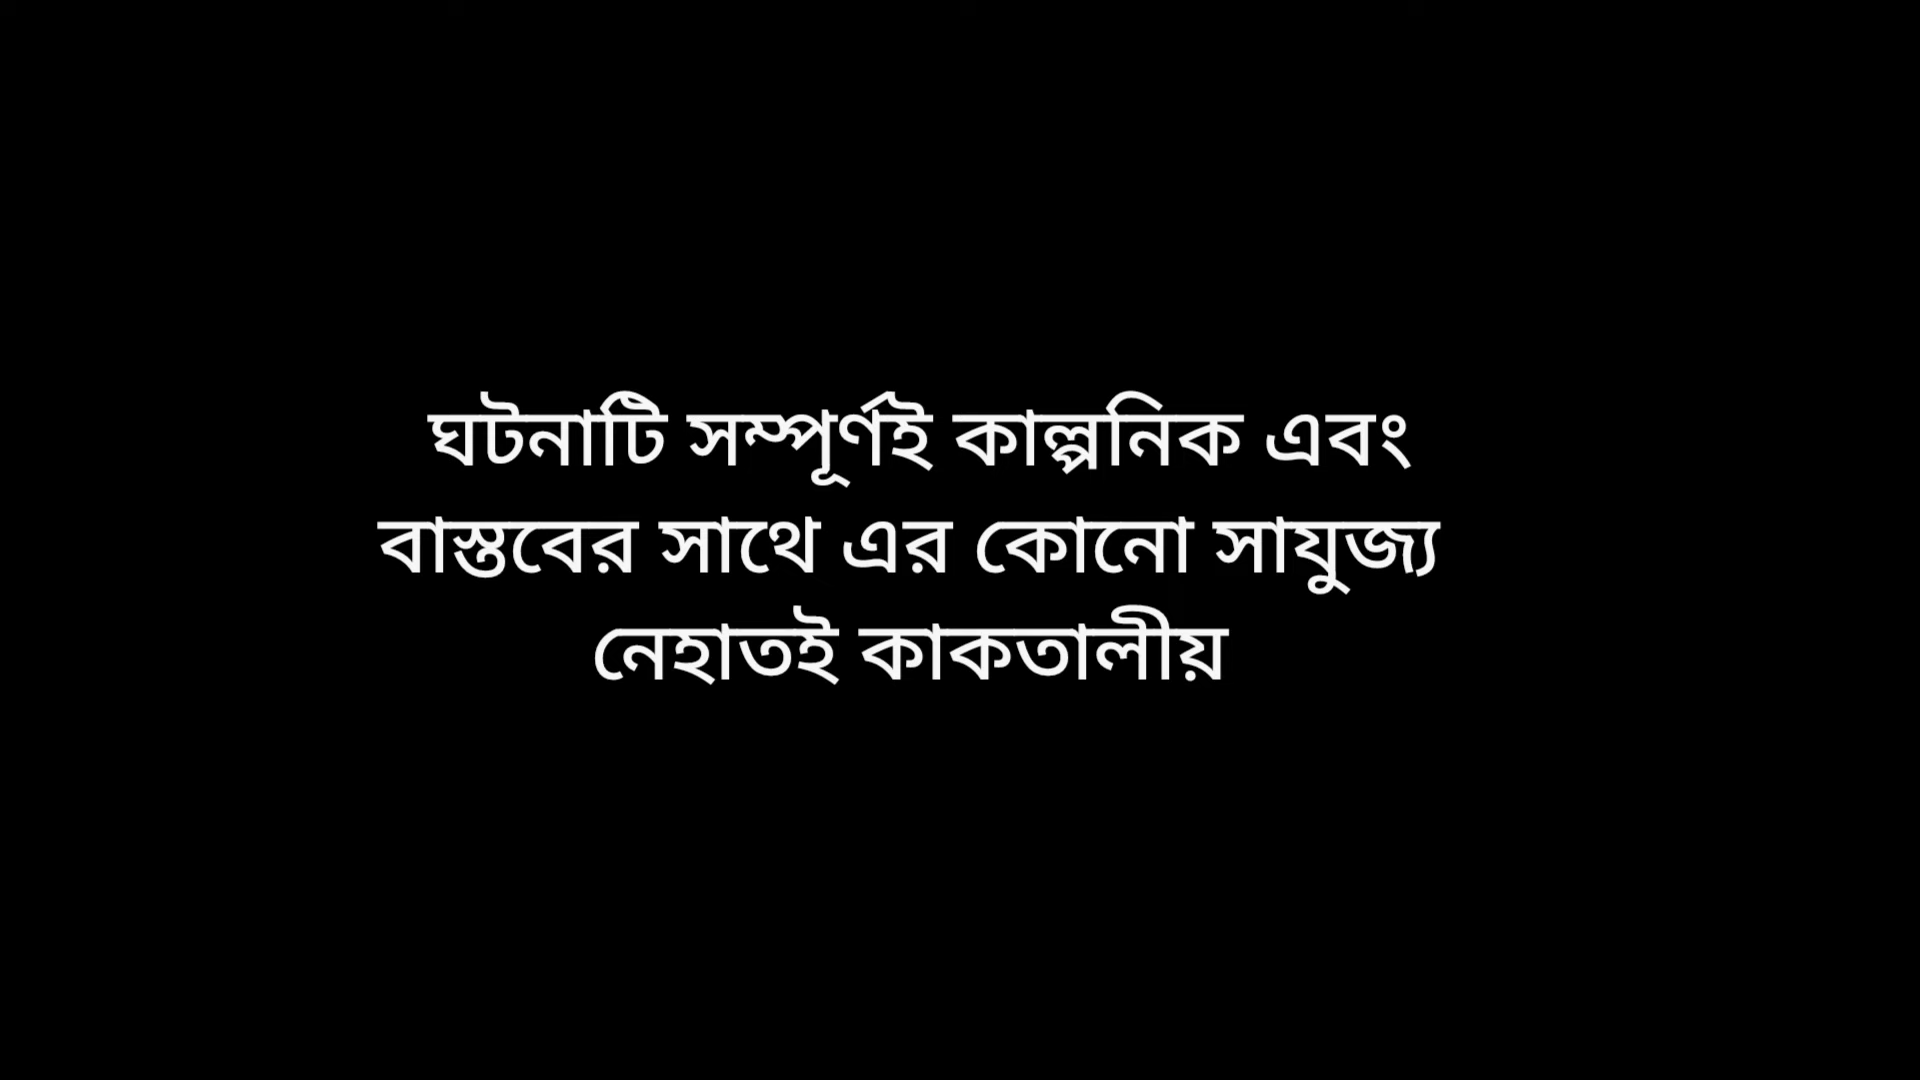 ঘটনাটি সম্পূর্ণই কাল্পনিক এবং
বাস্তবের সাথে এর কোনো সাযুজ্য
নেহাতই কাকতালীয়